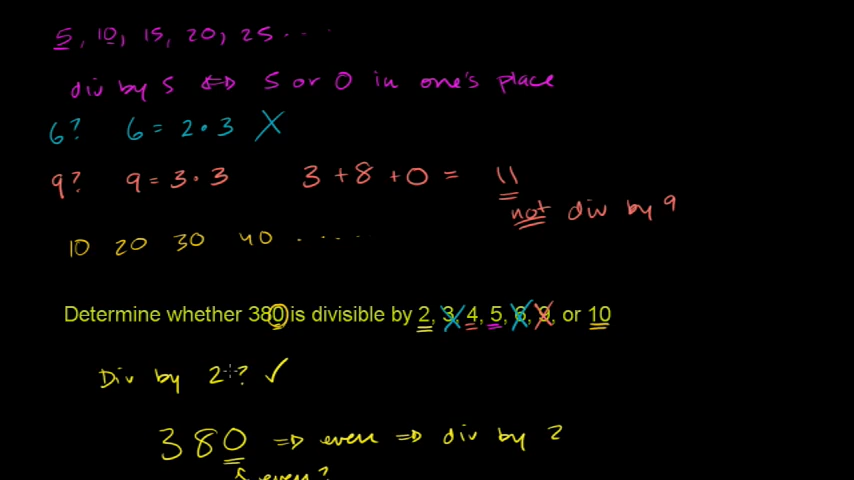 5, 10, 15, 20, 25 ....
div by 5 ⇔ 5 or 0 in one's place
6? 6 = 2 · 3 X
9? 9 = 3 · 3 3 + 8 + 0 = 11
not div by 9
10 20 30 40 .....
Determine whether 380 is divisible by 2, 3, 4, 5, 6, 9, or 10
Div by 2? ✓
380 ⇒ even ⇒ div by 2
even?